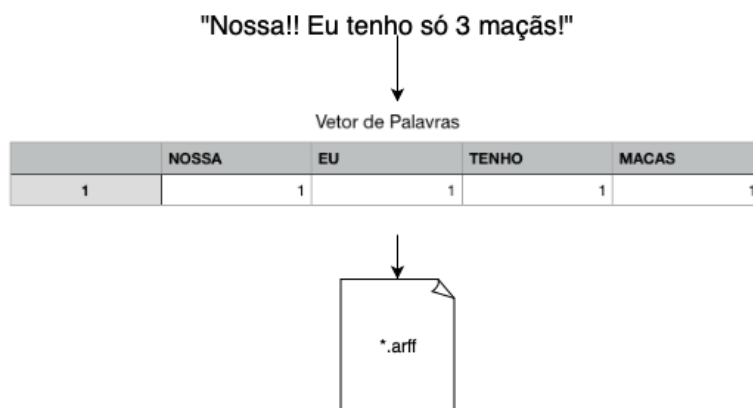 "Nossa!! Eu tenho só 3 maçãs!"
Vetor de Palavras
NOSSA EU TENHO MACAS
1 1 1 1 1
*.arff